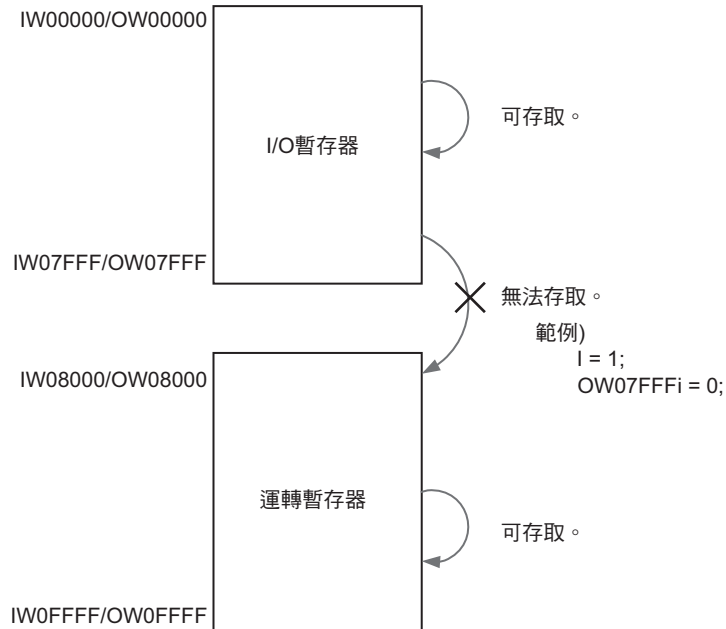 IW00000/OW00000
可存取。
I/O暫存器
IW07FFF/OW07FFF
無法存取。
範例)
I = 1;
OW07FFFi = 0;
IW08000/OW08000
運轉暫存器
可存取。
IW0FFFF/OW0FFFF